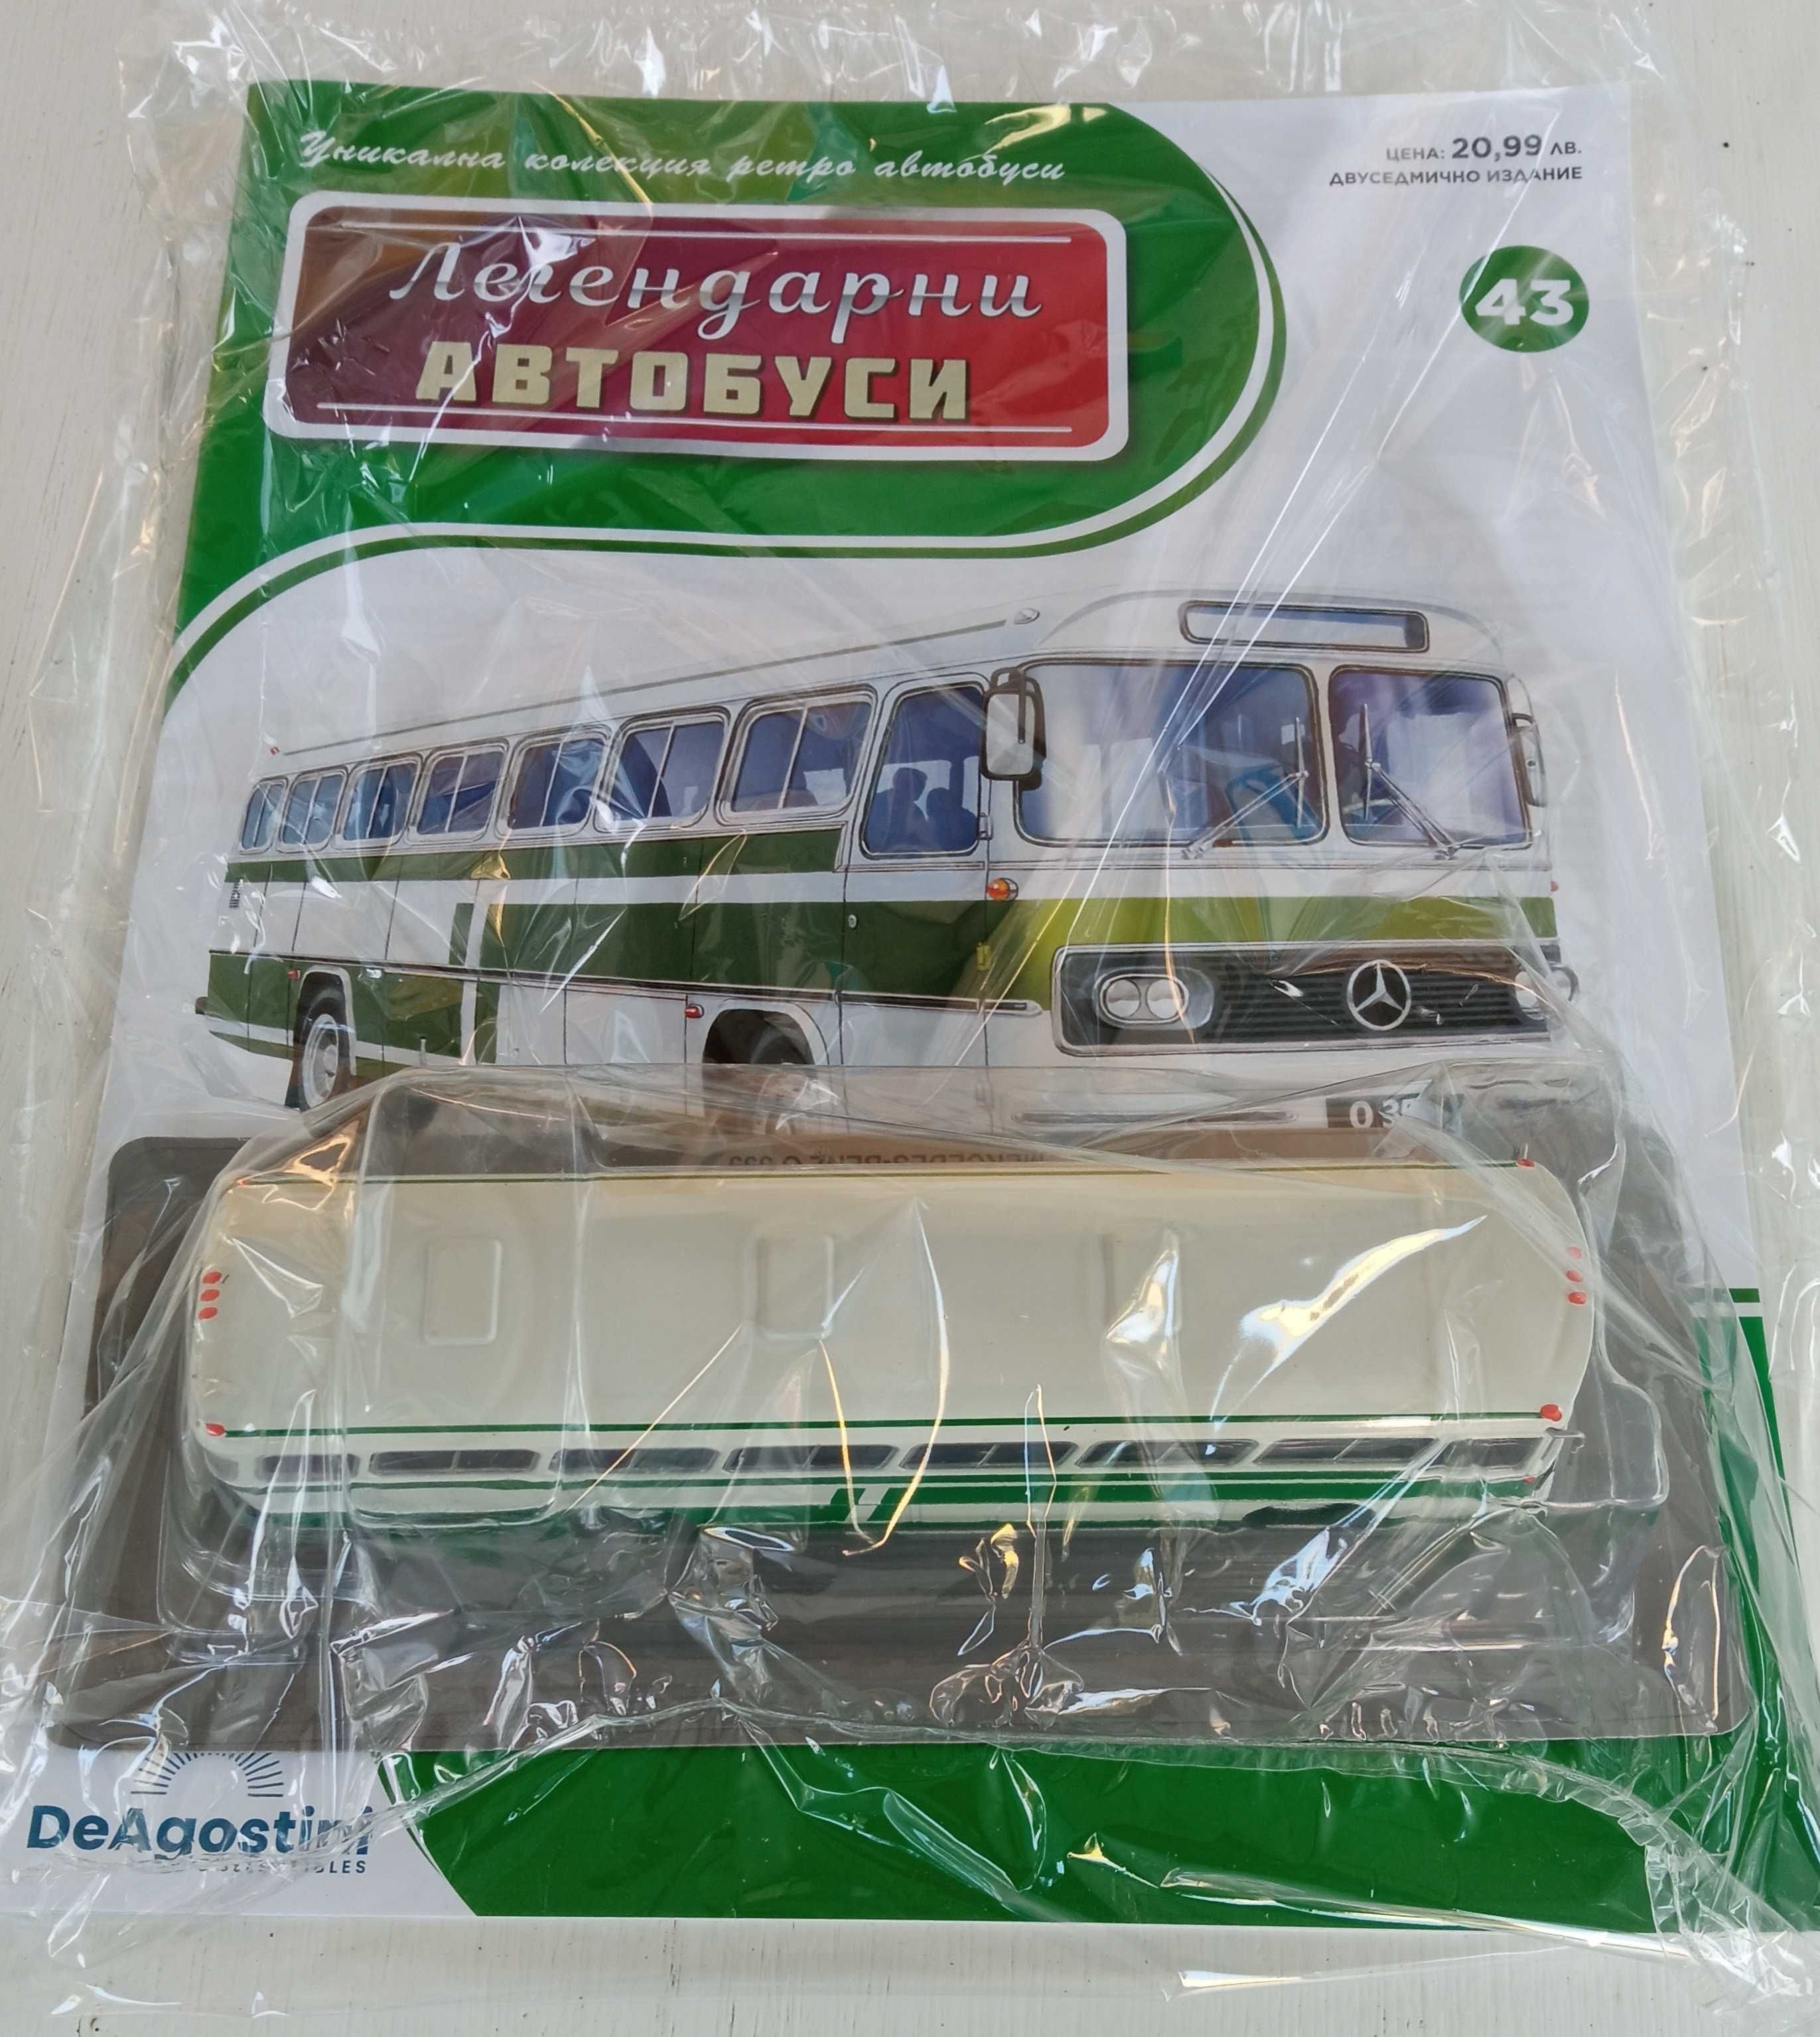 Уникална колекция ретро автобуси
ЦЕНА: 20,99 ЛВ.
ДВУСЕДМИЧНО ИЗДАНИЕ
Легендарни
АВТОБУСИ
43
DeAgostini